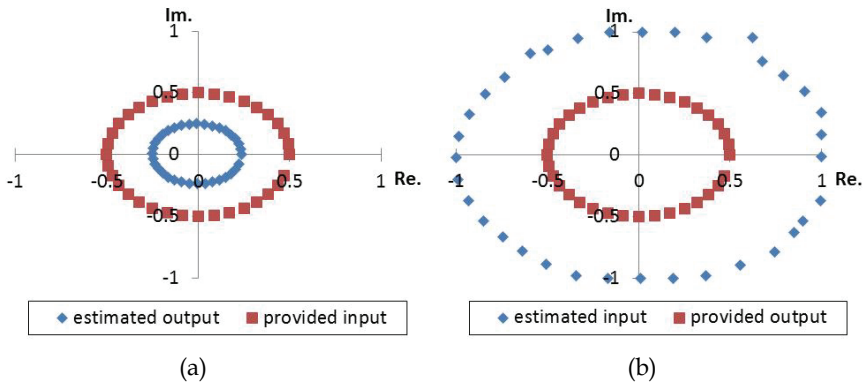 Im.
1
0.5
0
-1
-0.5
0
0.5
1
Re.
-0.5
-1
estimated output
provided input
(a)
Im.
1
0.5
0
-1
-0.5
0
0.5
1
Re.
-0.5
-1
estimated input
provided output
(b)